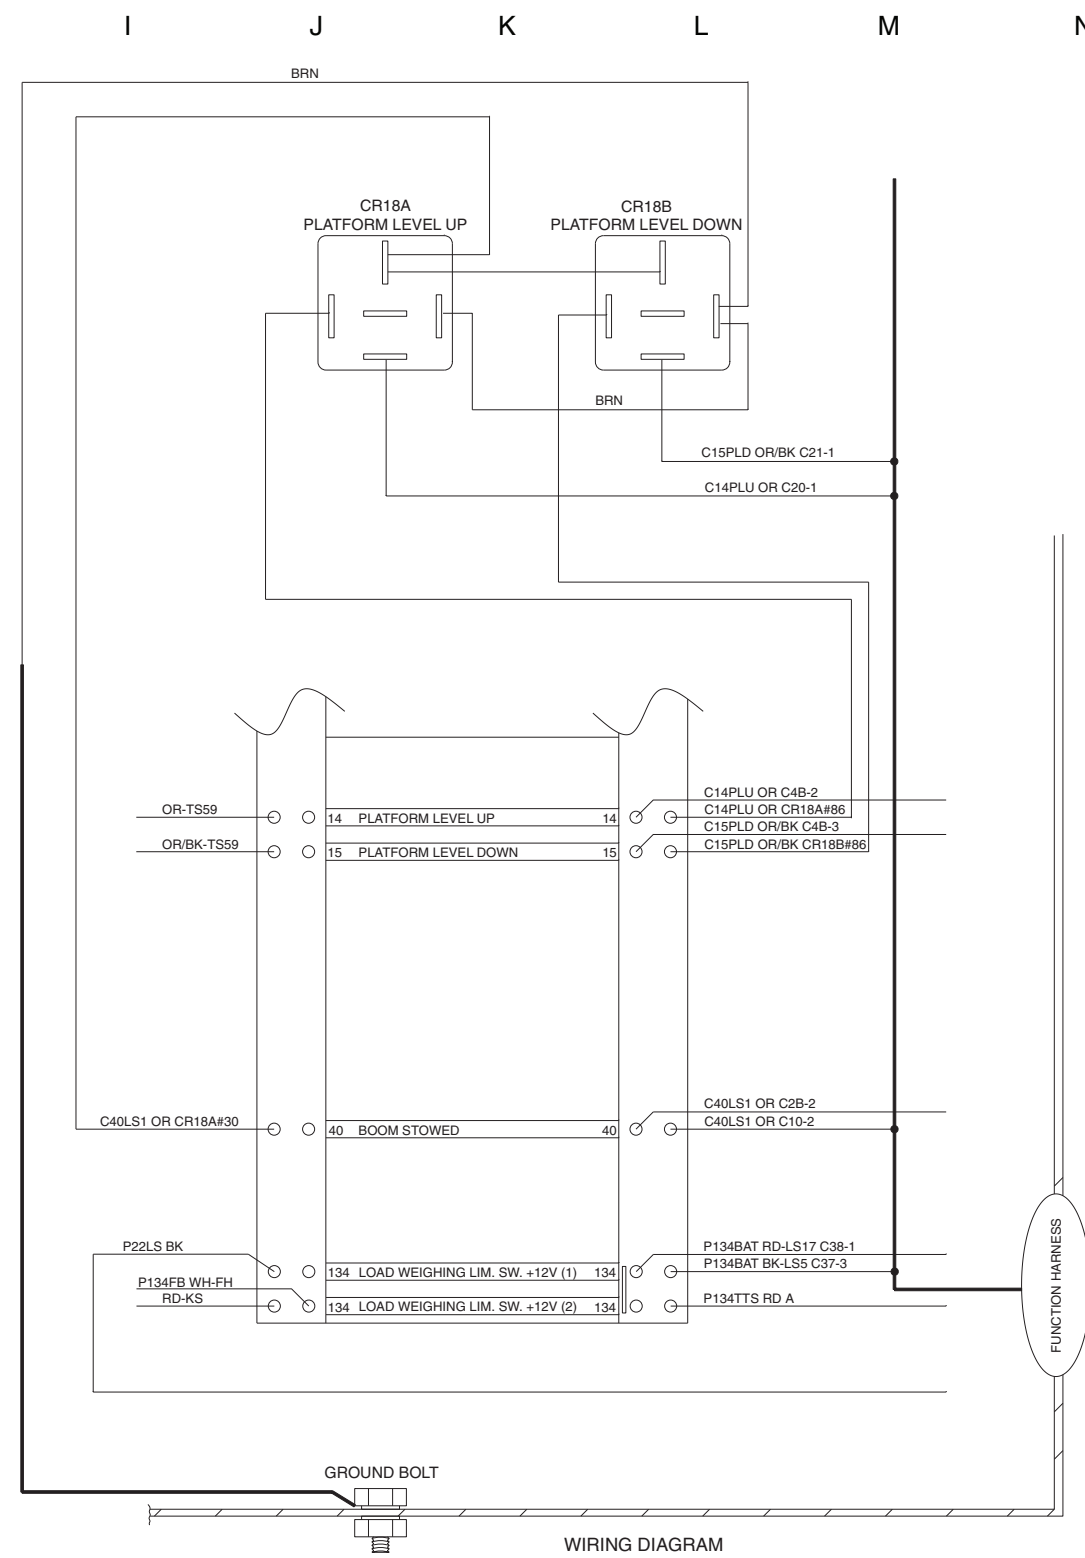 I J K L M N
BRN
CR18A
PLATFORM LEVEL UP
CR18B
PLATFORM LEVEL DOWN
BRN
C15PLD OR/BK C21-1
C14PLU OR C20-1
C14PLU OR C4B-2
OR-TS59
14 PLATFORM LEVEL UP 14
C14PLU OR CR18A#86
C15PLD OR/BK C4B-3
OR/BK-TS59
15 PLATFORM LEVEL DOWN 15
C15PLD OR/BK CR18B#86
C40LS1 OR C2B-2
C40LS1 OR CR18A#30
40 BOOM STOWED 40
C40LS1 OR C10-2
P22LS BK
P134BAT RD-LS17 C38-1
134 LOAD WEIGHING LIM. SW. +12V (1) 134
P134BAT BK-LS5 C37-3
P134FB WH-FH
RD-KS
134 LOAD WEIGHING LIM. SW. +12V (2) 134
P134TTS RD A
FUNCTION HARNESS
GROUND BOLT
WIRING DIAGRAM